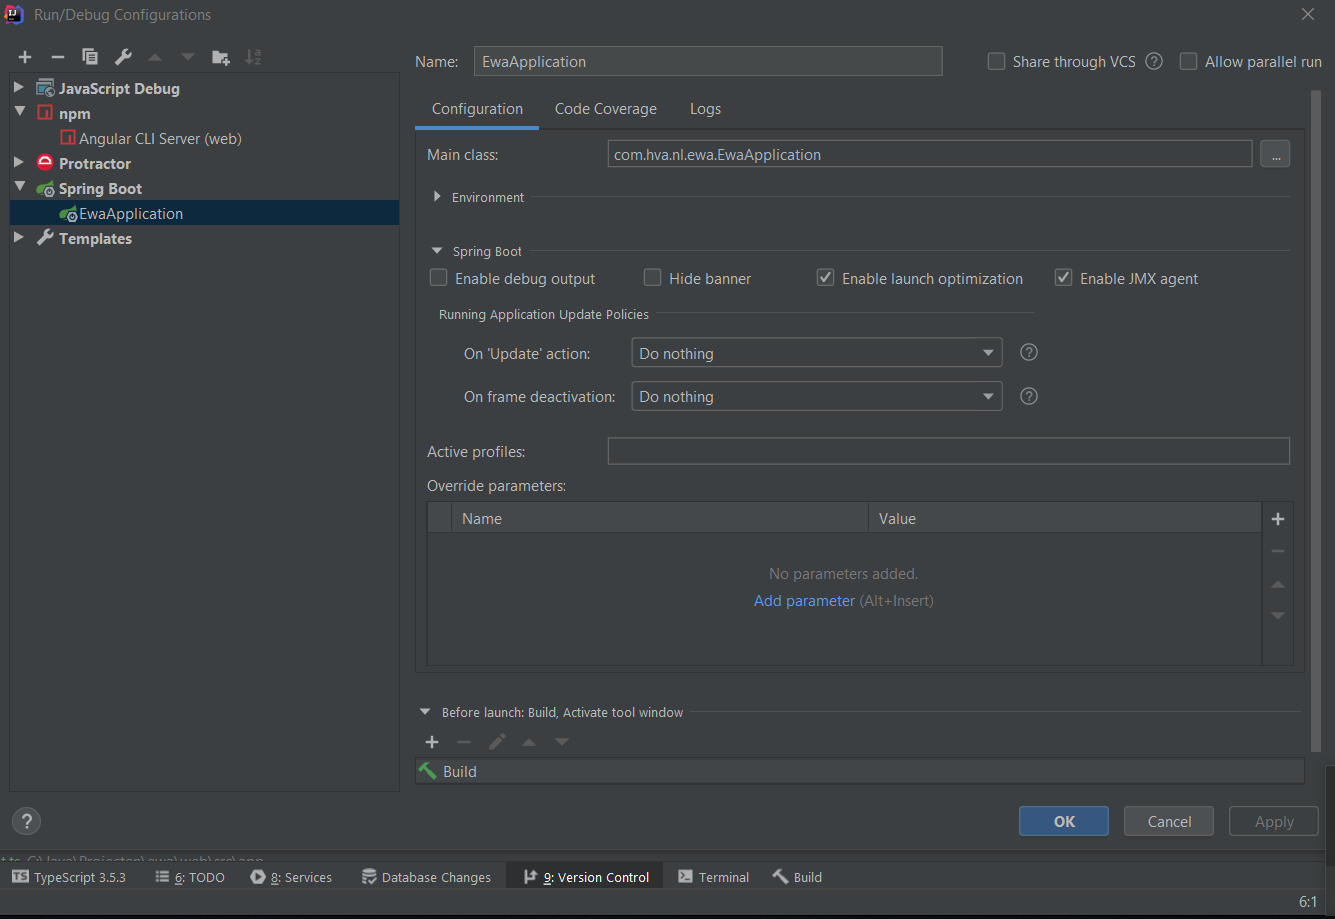 Run/Debug Configurations
Name: EwaApplication Share through VCS ? Allow parallel run
JavaScript Debug
npm
Angular CLI Server (web)
Protractor
Spring Boot
EwaApplication
Templates
Configuration Code Coverage Logs
Main class: com.hva.nl.ewa.EwaApplication ...
Environment
Spring Boot
Enable debug output Hide banner Enable launch optimization Enable JMX agent
Running Application Update Policies
On 'Update' action: Do nothing ?
On frame deactivation: Do nothing ?
Active profiles:
Override parameters:
Name Value
No parameters added.
Add parameter (Alt+Insert)
Before launch: Build, Activate tool window
Build
? OK Cancel Apply
TS TypeScript 3.5.3 6: TODO 8: Services Database Changes 9: Version Control Terminal Build
6:1